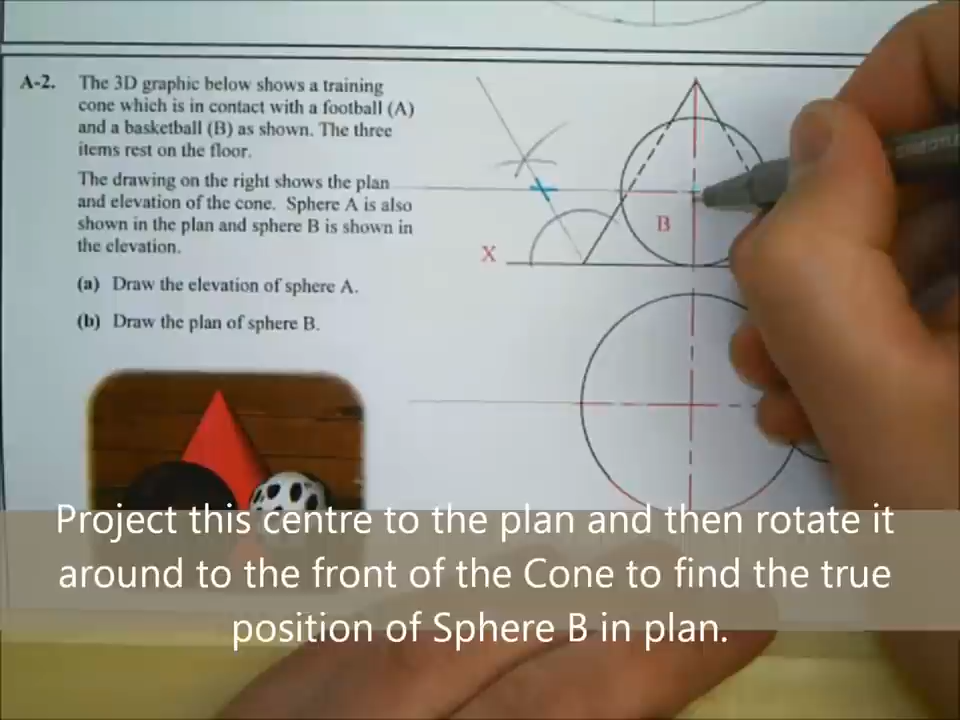 A-2. The 3D graphic below shows a training
cone which is in contact with a football (A)
and a basketball (B) as shown. The three
items rest on the floor.
The drawing on the right shows the plan
and elevation of the cone. Sphere A is also
shown in the plan and sphere B is shown in
the elevation.
(a) Draw the elevation of sphere A.
(b) Draw the plan of sphere B.
B
X
Project this centre to the plan and then rotate it
around to the front of the Cone to find the true
position of Sphere B in plan.